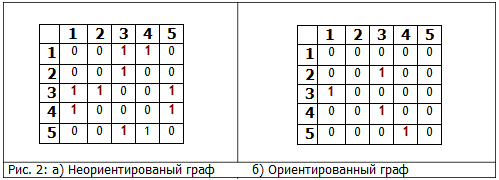 1 2 3 4 5
1 0 0 1 1 0
2 0 0 1 0 0
3 1 1 0 0 1
4 1 0 0 0 1
5 0 0 1 1 0
1 2 3 4 5
1 0 0 0 0 0
2 0 0 1 0 0
3 1 0 0 0 0
4 0 0 1 0 0
5 0 0 0 1 0
Рис. 2: а) Неориентированый граф б) Ориентированный граф